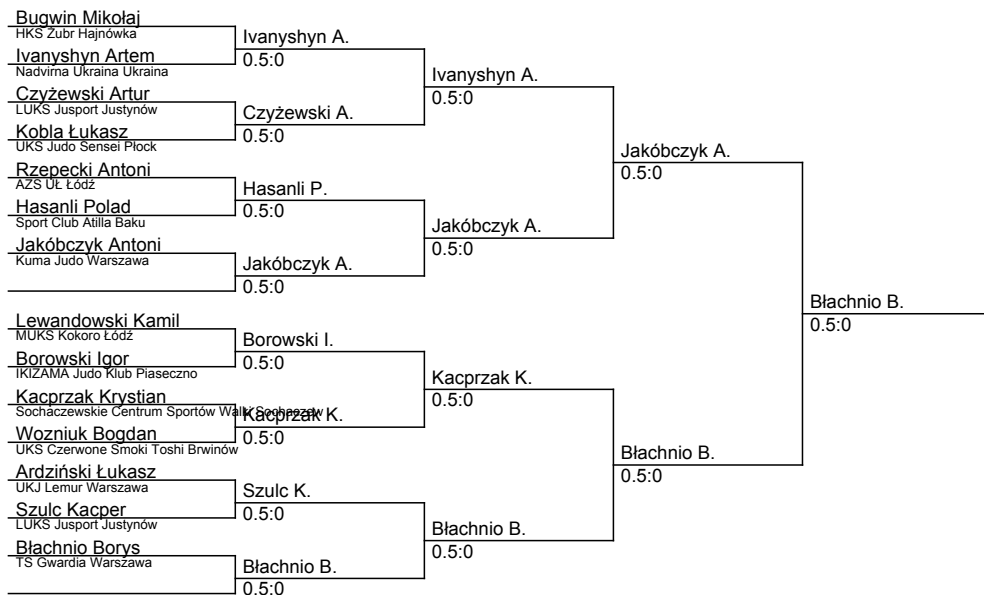 Bugwin Mikołaj
HKS Żubr Hajnówka
Ivanyshyn A.
0.5:0
Ivanyshyn Artem
Nadvirna Ukraina Ukraina
Ivanyshyn A.
0.5:0
Czyżewski Artur
LUKS Jusport Justynów
Czyżewski A.
0.5:0
Kobla Łukasz
UKS Judo Sensei Płock
Jakóbczyk A.
0.5:0
Rzepecki Antoni
AZS UŁ Łódź
Hasanli P.
0.5:0
Hasanli Polad
Sport Club Atilla Baku
Jakóbczyk A.
0.5:0
Jakóbczyk Antoni
Kuma Judo Warszawa
Jakóbczyk A.
0.5:0
Błachnio B.
0.5:0
Lewandowski Kamil
MUKS Kokoro Łódź
Borowski I.
0.5:0
Borowski Igor
IKIZAMA Judo Klub Piaseczno
Kacprzak K.
0.5:0
Kacprzak Krystian
Sochaczewskie Centrum Sportów Walki Sochaczew
Kacprzak K.
0.5:0
Wozniuk Bogdan
UKS Czerwone Smoki Toshi Brwinów
Błachnio B.
0.5:0
Ardziński Łukasz
UKJ Lemur Warszawa
Szulc K.
0.5:0
Szulc Kacper
LUKS Jusport Justynów
Błachnio B.
0.5:0
Błachnio Borys
TS Gwardia Warszawa
Błachnio B.
0.5:0